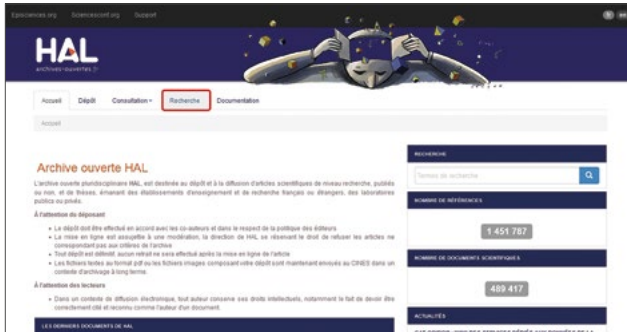 Episciences.org Sciencesconf.org Support
fr en
HAL
archives-ouvertes.fr
Accueil Dépôt Consultation Recherche Documentation
Accueil
Archive ouverte HAL
L'archive ouverte pluridisciplinaire HAL, est destinée au dépôt et à la diffusion d'articles scientifiques de niveau recherche, publiés
ou non, et de thèses, émanant des établissements d'enseignement et de recherche français ou étrangers, des laboratoires
publics ou privés.
À l'attention du déposant
Le dépôt doit être effectué en accord avec les co-auteurs et dans le respect de la politique des éditeurs
La mise en ligne est assujettie à une modération, la direction de HAL se réservant le droit de refuser les articles ne
correspondant pas aux critères de l'archive
Tout dépôt est définitif, aucun retrait ne sera effectué après la mise en ligne de l'article
Les fichiers textes au format pdf ou les fichiers images composant votre dépôt sont maintenant envoyés au CINES dans un
contexte d'archivage à long terme.
À l'attention des lecteurs
Dans un contexte de diffusion électronique, tout auteur conserve ses droits intellectuels, notamment le fait de devoir être
correctement cité et reconnu comme l'auteur d'un document.
LES DERNIERS DOCUMENTS DE HAL
RECHERCHE
Termes de recherche
NOMBRE DE RÉFÉRENCES
1 451 787
NOMBRE DE DOCUMENTS SCIENTIFIQUES
489 417
ACTUALITÉS